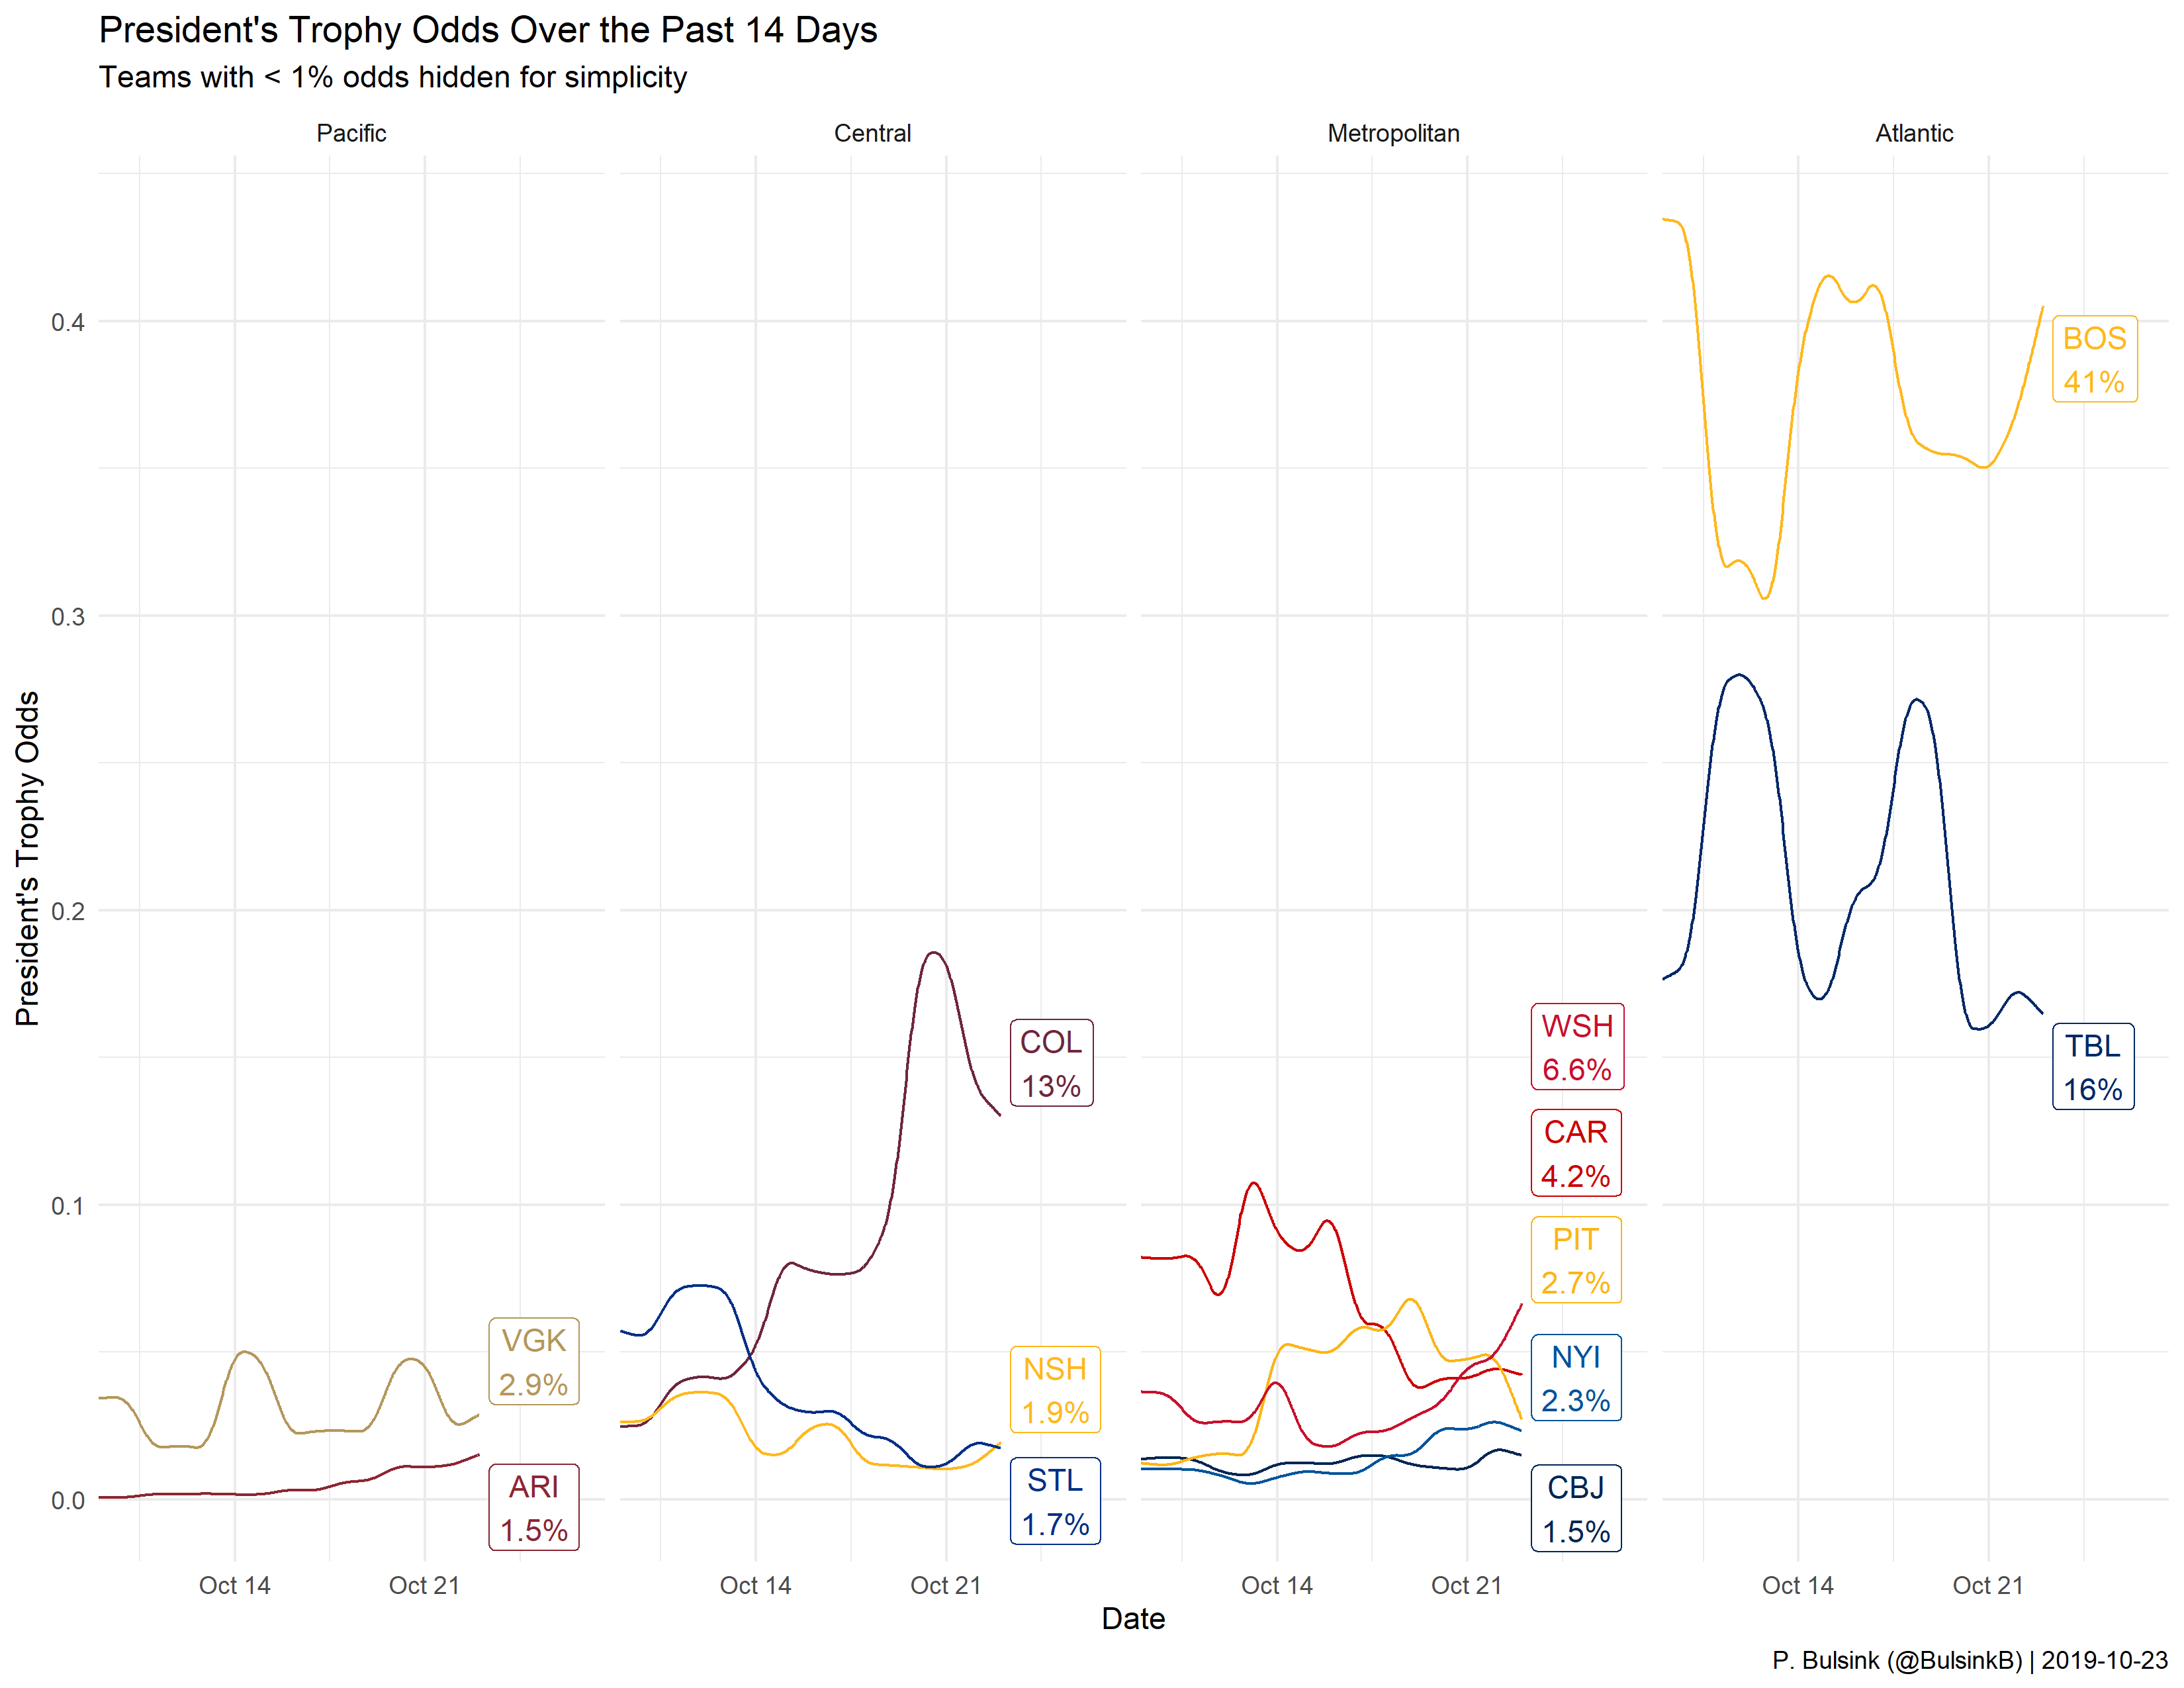 President's Trophy Odds Over the Past 14 Days
Teams with < 1% odds hidden for simplicity
Pacific
Central
Metropolitan
Atlantic
President's Trophy Odds
0.4
0.3
0.2
0.1
0.0
VGK
2.9%
ARI
1.5%
COL
13%
NSH
1.9%
STL
1.7%
WSH
6.6%
CAR
4.2%
PIT
2.7%
NYI
2.3%
CBJ
1.5%
BOS
41%
TBL
16%
Oct 14
Oct 21
Oct 14
Oct 21
Oct 14
Oct 21
Oct 14
Oct 21
Date
P. Bulsink (@BulsinkB) | 2019-10-23